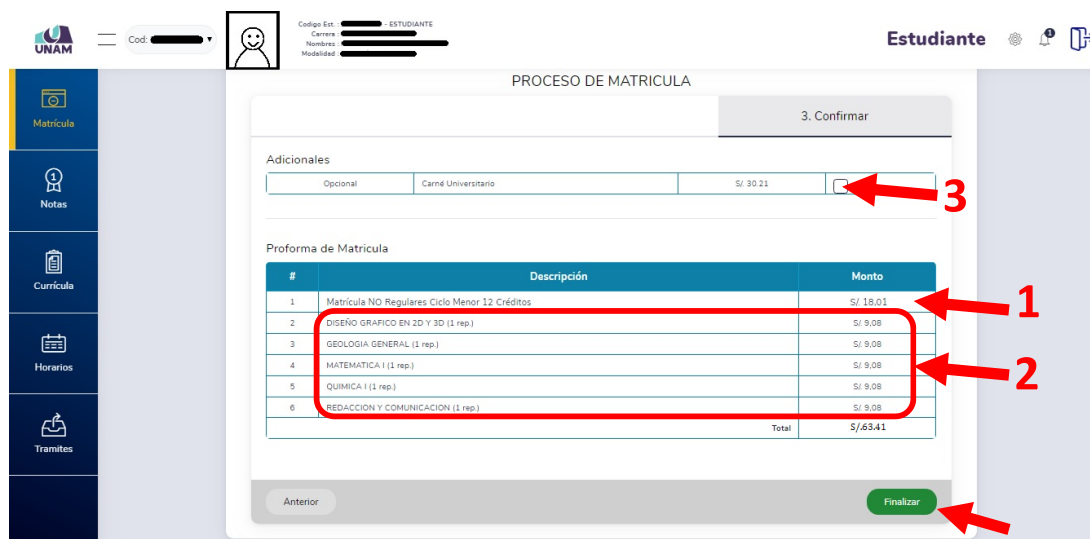 UNAM
Cod:
Codigo Est. : - ESTUDIANTE
Carrera :
Nombres :
Modalidad :
Estudiante
Matrícula
1
Notas
Currícula
Horarios
Tramites
PROCESO DE MATRICULA
3. Confirmar
Adicionales
Opcional Carné Universitario S/. 30.21
3
Proforma de Matricula
# Descripción Monto
1 Matrícula NO Regulares Ciclo Menor 12 Créditos S/. 18,01
1
2 DISEÑO GRAFICO EN 2D Y 3D (1 rep.) S/. 9,08
3 GEOLOGIA GENERAL (1 rep.) S/. 9,08
4 MATEMATICA I (1 rep.) S/. 9,08
2
5 QUIMICA I (1 rep.) S/. 9,08
6 REDACCION Y COMUNICACION (1 rep.) S/. 9,08
Total S/.63.41
Anterior Finalizar